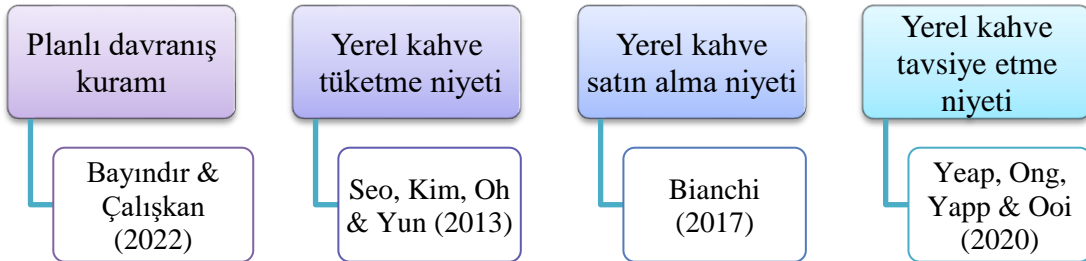 Planlı davranış
kuramı
Bayındır &
Çalışkan
(2022)
Yerel kahve
tüketme niyeti
Seo, Kim, Oh
& Yun (2013)
Yerel kahve
satın alma niyeti
Bianchi
(2017)
Yerel kahve
tavsiye etme
niyeti
Yeap, Ong,
Yapp & Ooi
(2020)